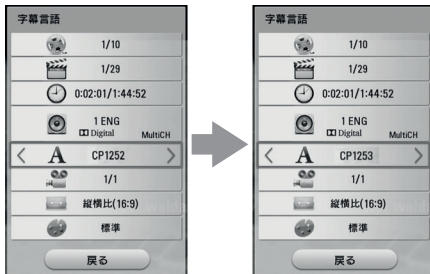 字幕言語
1/10
1/29
0:02:01/1:44:52
1 ENG
Digital MultiCH
A CP1252
1/1
縦横比(16:9)
標準
戻る
字幕言語
1/10
1/29
0:02:01/1:44:52
1 ENG
Digital MultiCH
A CP1253
1/1
縦横比(16:9)
標準
戻る